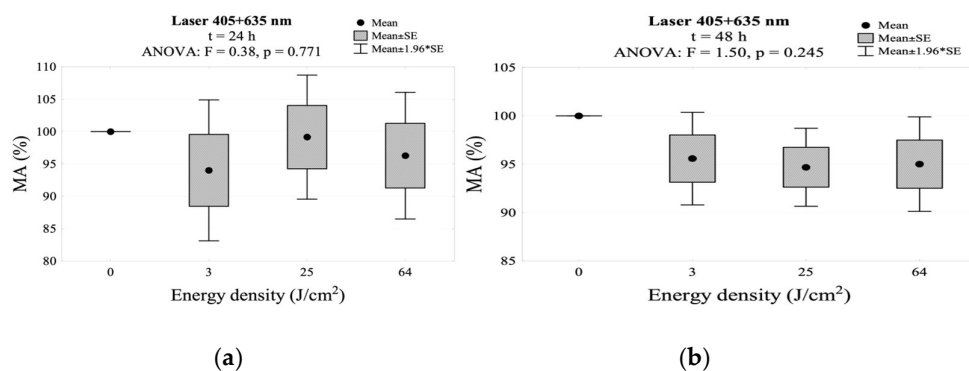 Laser 405+635 nm
t = 24 h
ANOVA: F = 0.38, p = 0.771
Mean
Mean±SE
Mean±1.96*SE
110
105
100
95
90
85
80
MA (%)
0 3 25 64
Energy density (J/cm²)
(a)
Laser 405+635 nm
t = 48 h
ANOVA: F = 1.50, p = 0.245
Mean
Mean±SE
Mean±1.96*SE
105
100
95
90
85
MA (%)
0 3 25 64
Energy density (J/cm²)
(b)